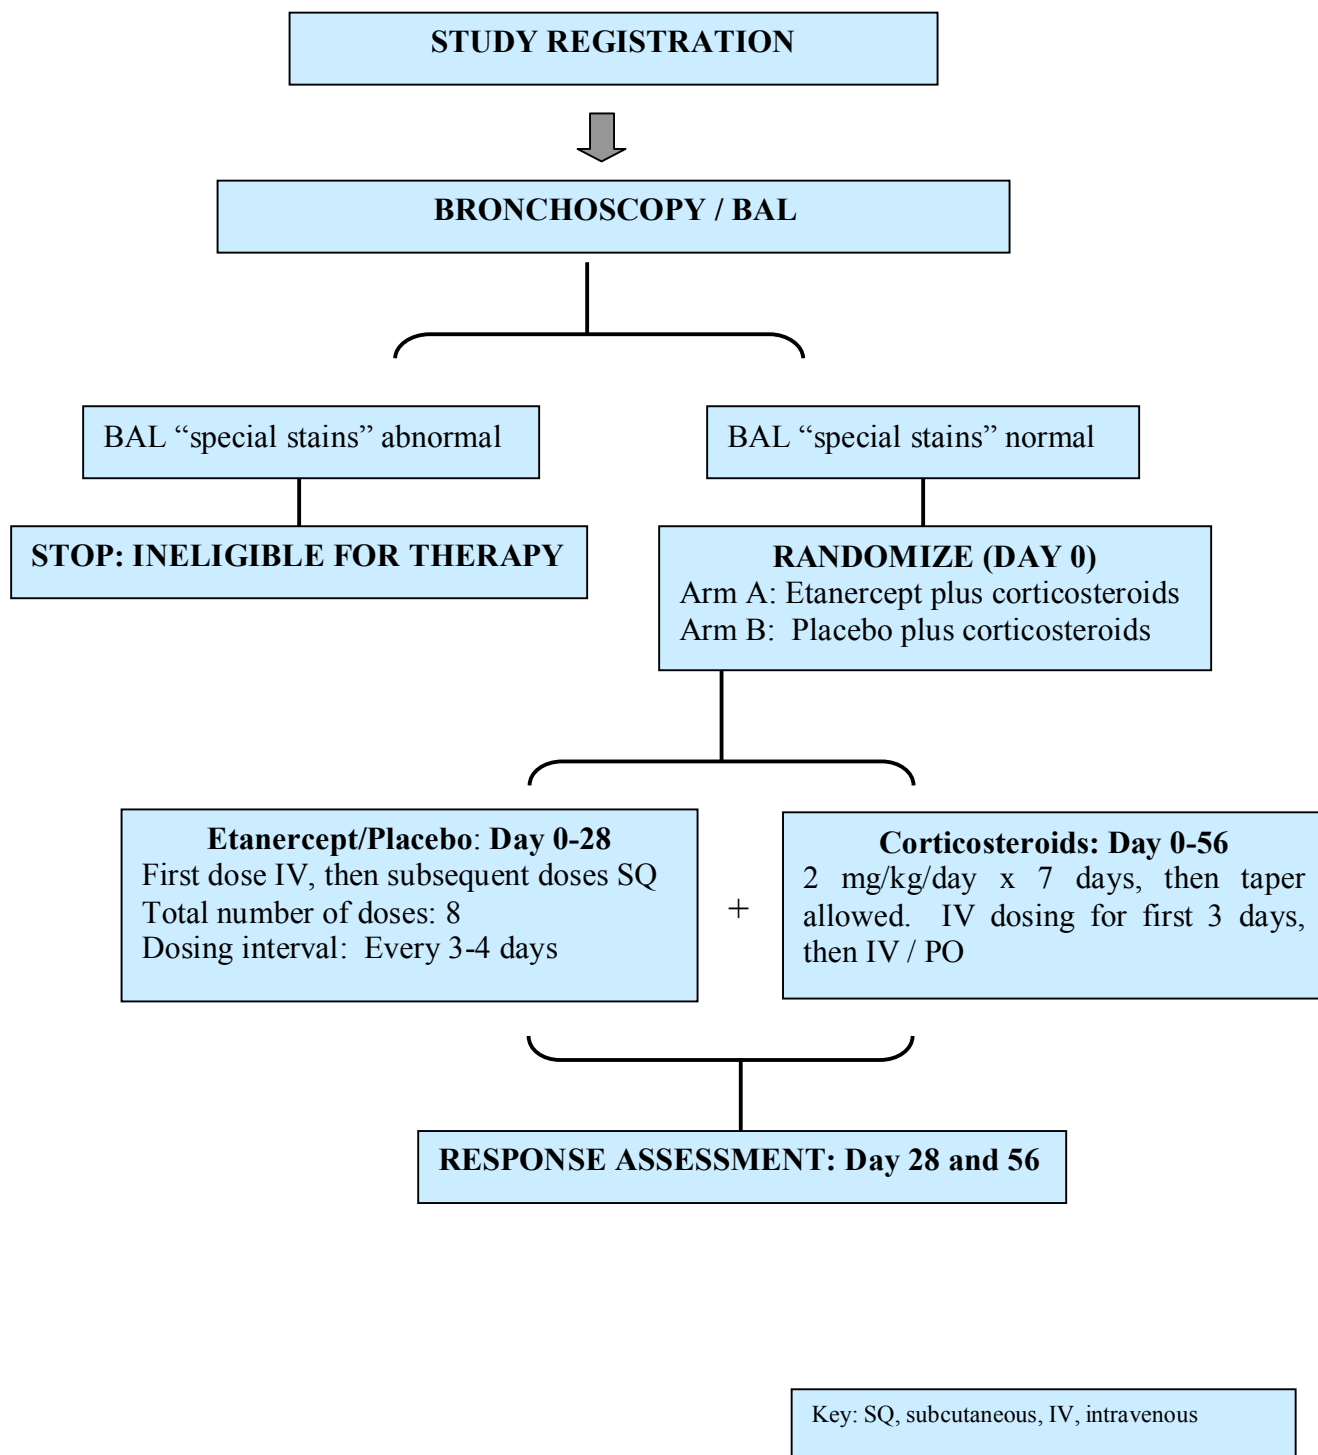 STUDY REGISTRATION
BRONCHOSCOPY / BAL
BAL “special stains” abnormal
BAL “special stains” normal
STOP: INELIGIBLE FOR THERAPY
RANDOMIZE (DAY 0)
Arm A: Etanercept plus corticosteroids
Arm B:  Placebo plus corticosteroids
Etanercept/Placebo: Day 0-28
First dose IV, then subsequent doses SQ
Total number of doses: 8
Dosing interval:  Every 3-4 days
+
Corticosteroids: Day 0-56
2 mg/kg/day x 7 days, then taper
allowed.  IV dosing for first 3 days,
then IV / PO
RESPONSE ASSESSMENT: Day 28 and 56
Key: SQ, subcutaneous, IV, intravenous